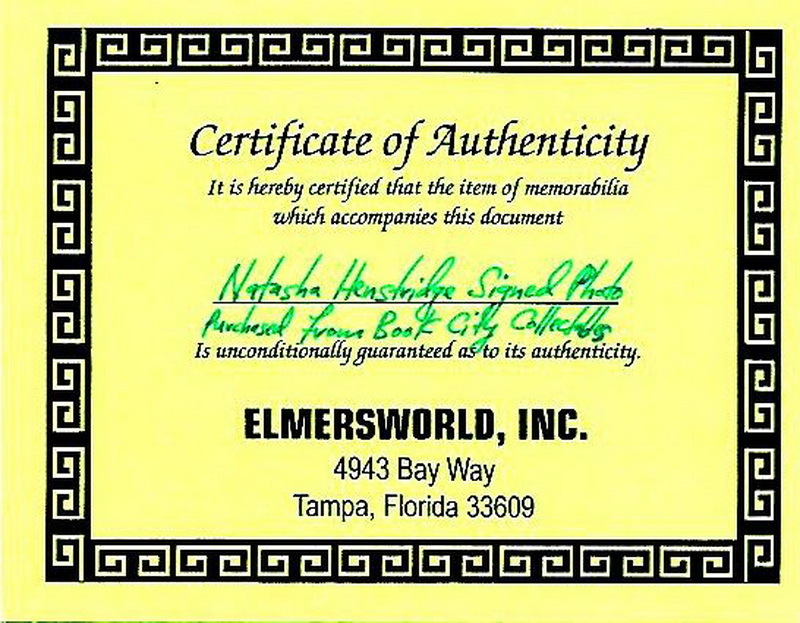 Certificate of Authenticity
It is hereby certified that the item of memorabilia
which accompanies this document
Natasha Henstridge Signed Photo
Purchased from Book City Collectables
Is unconditionally guaranteed as to its authenticity.
ELMERSWORLD, INC.
4943 Bay Way
Tampa, Florida 33609